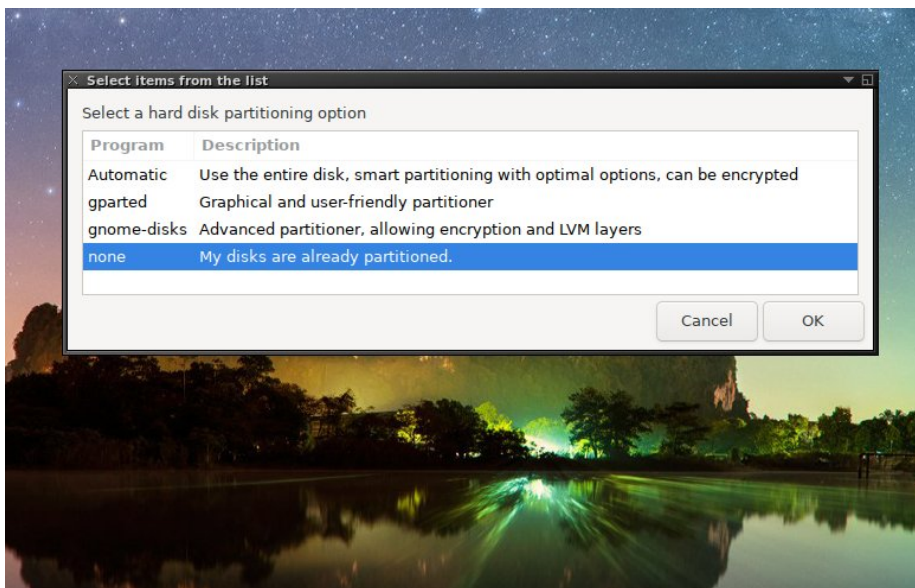 Select items from the list
Select a hard disk partitioning option
Program Description
Automatic Use the entire disk, smart partitioning with optimal options, can be encrypted
gparted Graphical and user-friendly partitioner
gnome-disks Advanced partitioner, allowing encryption and LVM layers
none My disks are already partitioned.
Cancel OK